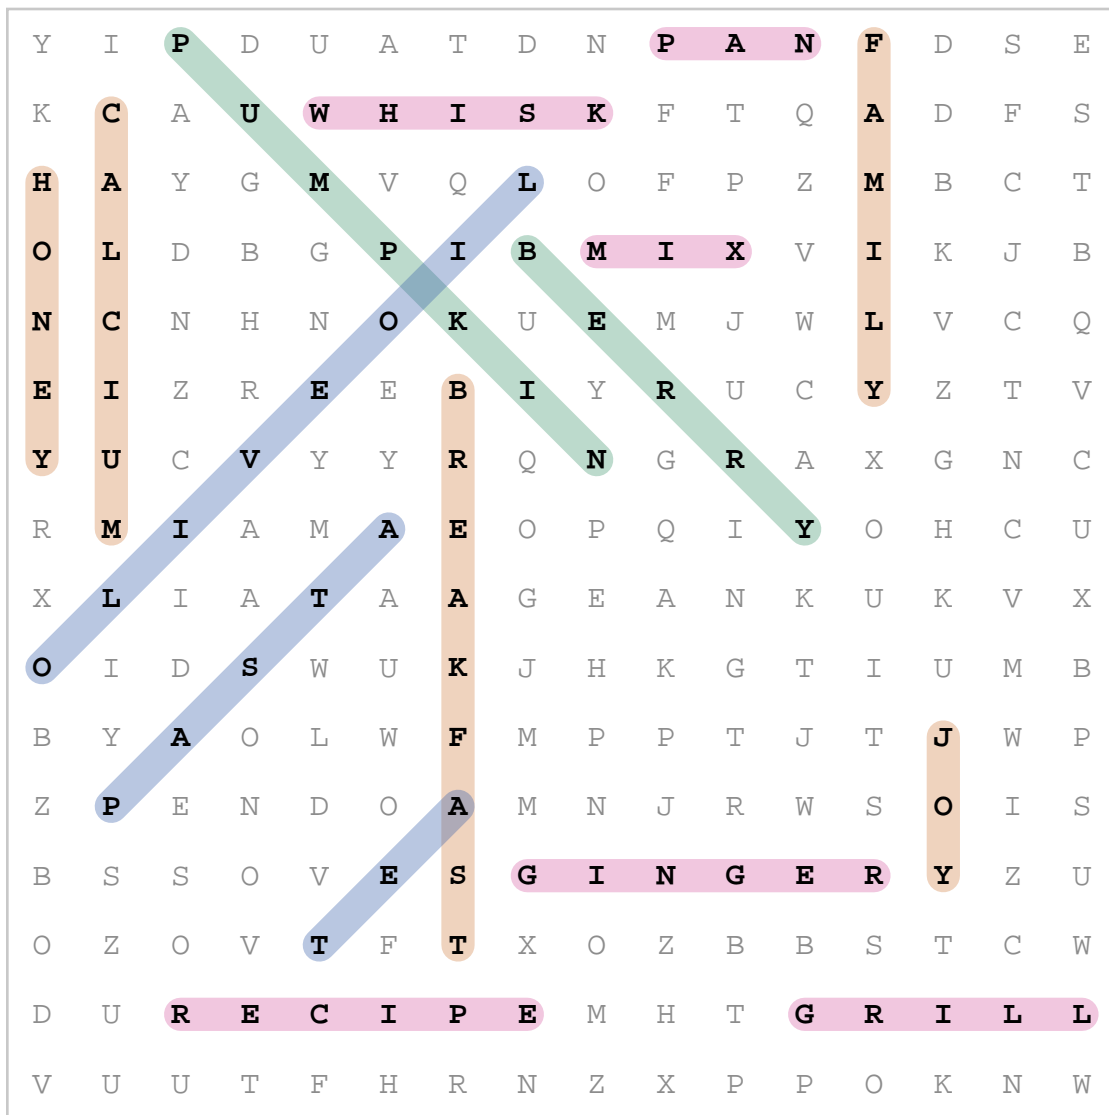 Y I P D U A T D N P A N F D S E
K C A U W H I S K F T Q A D F S
H A Y G M V Q L O F P Z M B C T
O L D B G P I B M I X V I K J B
N C N H N O K U E M J W L V C Q
E I Z R E E B I Y R U C Y Z T V
Y U C V Y Y R Q N G R A X G N C
R M I A M A E O P Q I Y O H C U
X L I A T A A G E A N K U K V X
O I D S W U K J H K G T I U M B
B Y A O L W F M P P T J T J W P
Z P E N D O A M N J R W S O I S
B S S O V E S G I N G E R Y Z U
O Z O V T F T X O Z B B S T C W
D U R E C I P E M H T G R I L L
V U U T F H R N Z X P P O K N W